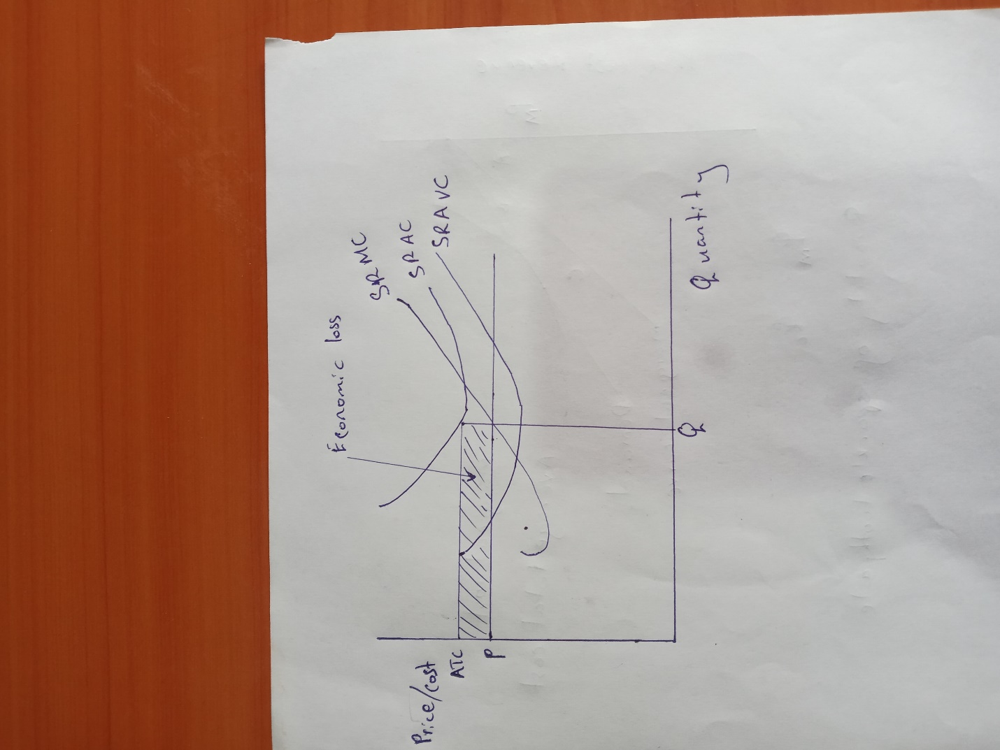 Economic loss
SRMC
SRAC
SRAVC
Price/cost
ATC
P
Q
Quantity